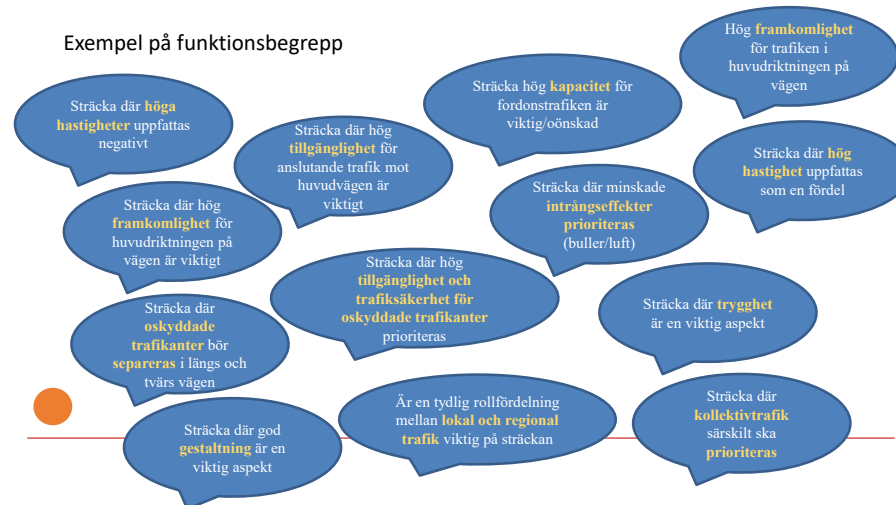 Exempel på funktionsbegrepp
Hög framkomlighet
för trafiken i
huvudriktningen på
vägen
Sträcka hög kapacitet för
fordonstrafiken är
viktig/oönskad
Sträcka där höga
hastigheter uppfattas
negativt
Sträcka där hög
tillgänglighet för
anslutande trafik mot
huvudvägen är
viktigt
Sträcka där hög
hastighet uppfattas
som en fördel
Sträcka där minskade
intrångseffekter
prioriteras
(buller/luft)
Sträcka där hög
framkomlighet för
huvudriktningen på
vägen är viktigt
Sträcka där hög
tillgänglighet och
trafiksäkerhet för
oskyddade trafikanter
prioriteras
Sträcka där trygghet
är en viktig aspekt
Sträcka där
oskyddade
trafikanter bör
separeras i längs och
tvärs vägen
Är en tydlig rollfördelning
mellan lokal och regional
trafik viktig på sträckan
Sträcka där
kollektivtrafik
särskilt ska
prioriteras
Sträcka där god
gestaltning är en
viktig aspekt